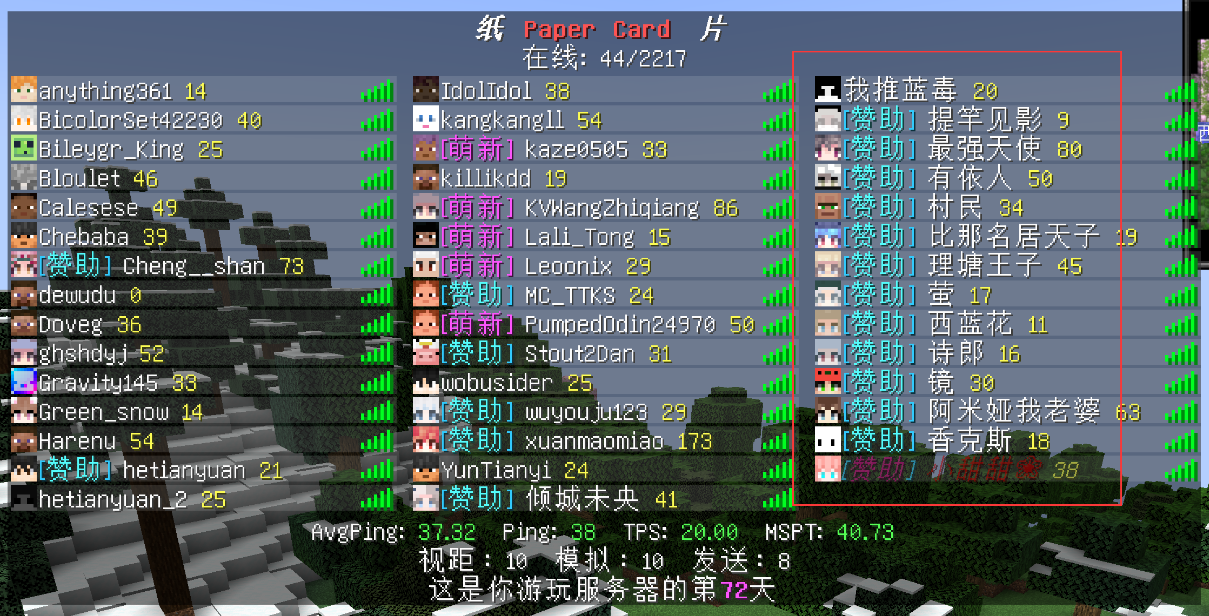 纸 Paper Card 片
在线: 44/2217
anything361 14
BicolorSet42230 40
Bileygr_King 25
Bloulet 46
Calesese 49
Chebaba 39
[赞助] Cheng__shan 73
dewudu 0
Doveg 36
ghshdyj 52
Gravity145 33
Green_snow 14
Harenu 54
[赞助] hetianyuan 21
hetianyuan_2 25
IdolIdol 38
kangkangll 54
[萌新] kaze0505 33
killikdd 19
[萌新] KVWangZhiqiang 86
[萌新] Lali_Tong 15
[萌新] Leoonix 29
[赞助] MC_TTKS 24
[萌新] PumpedOdin24970 50
[赞助] Stout2Dan 31
wobusider 25
[赞助] wuyouju123 29
[赞助] xuanmaomiao 173
YunTianyi 24
[赞助] 倾城未央 41
我推蓝毒 20
[赞助] 提竿见影 9
[赞助] 最强天使 80
[赞助] 有依人 50
[赞助] 村民 34
[赞助] 比那名居天子 19
[赞助] 理塘王子 45
[赞助] 萤 17
[赞助] 西蓝花 11
[赞助] 诗郎 16
[赞助] 镜 30
[赞助] 阿米娅我老婆 63
[赞助] 香克斯 18
[赞助] 小甜甜 38
AvgPing: 37.32 Ping: 38 TPS: 20.00 MSPT: 40.73
视距：10 模拟：10 发送：8
这是你游玩服务器的第72天